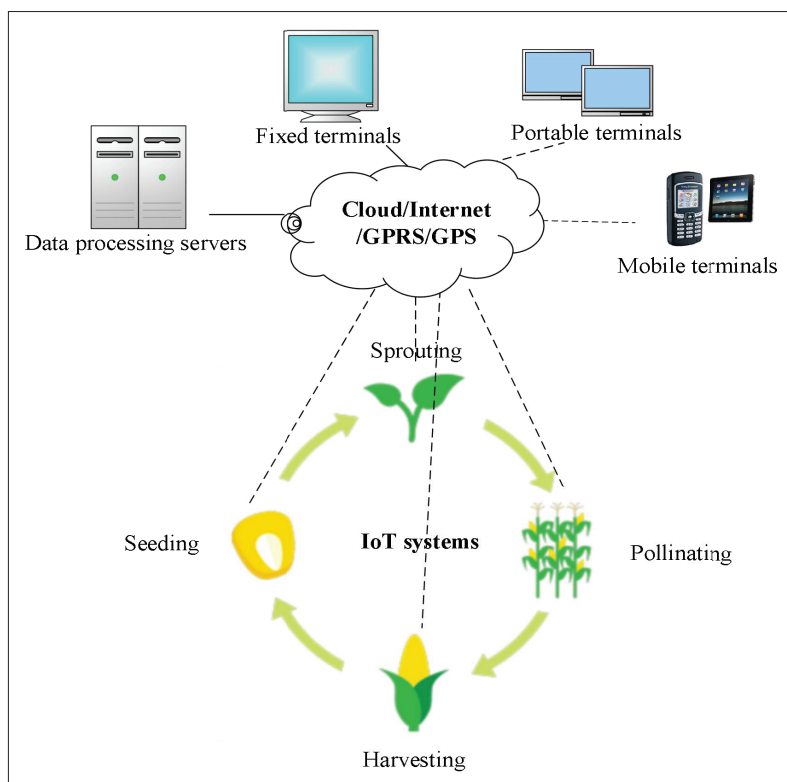 Fixed terminals
Portable terminals
Data processing servers
Cloud/Internet
/GPRS/GPS
Mobile terminals
Sprouting
Seeding
IoT systems
Pollinating
Harvesting